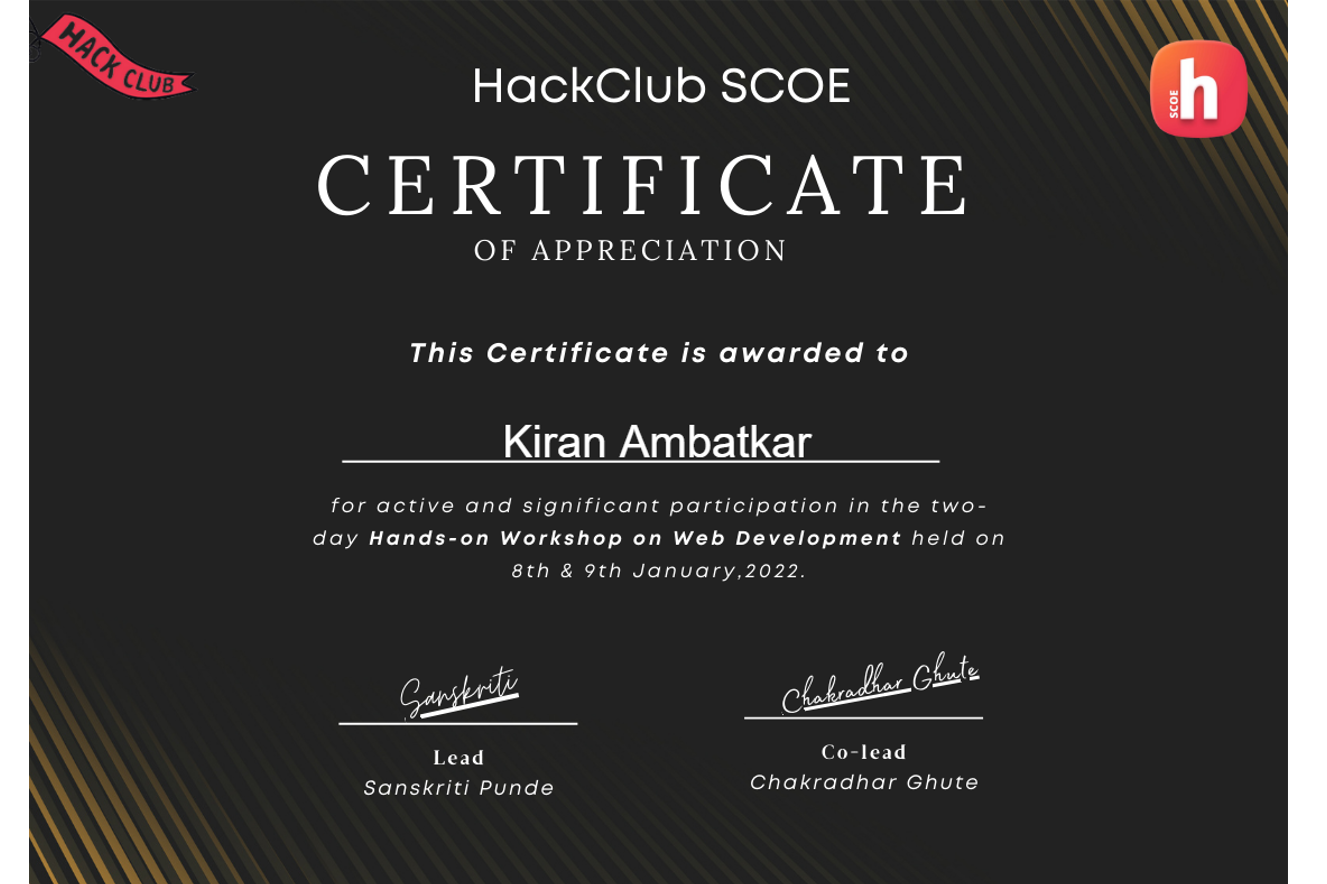 HACK CLUB
HackClub SCOE
SCOE h
CERTIFICATE
OF APPRECIATION
This Certificate is awarded to
Kiran Ambatkar
for active and significant participation in the two-
day Hands-on Workshop on Web Development held on
8th & 9th January,2022.
Sanskriti
Chakradhar Ghute
Lead
Sanskriti Punde
Co-lead
Chakradhar Ghute